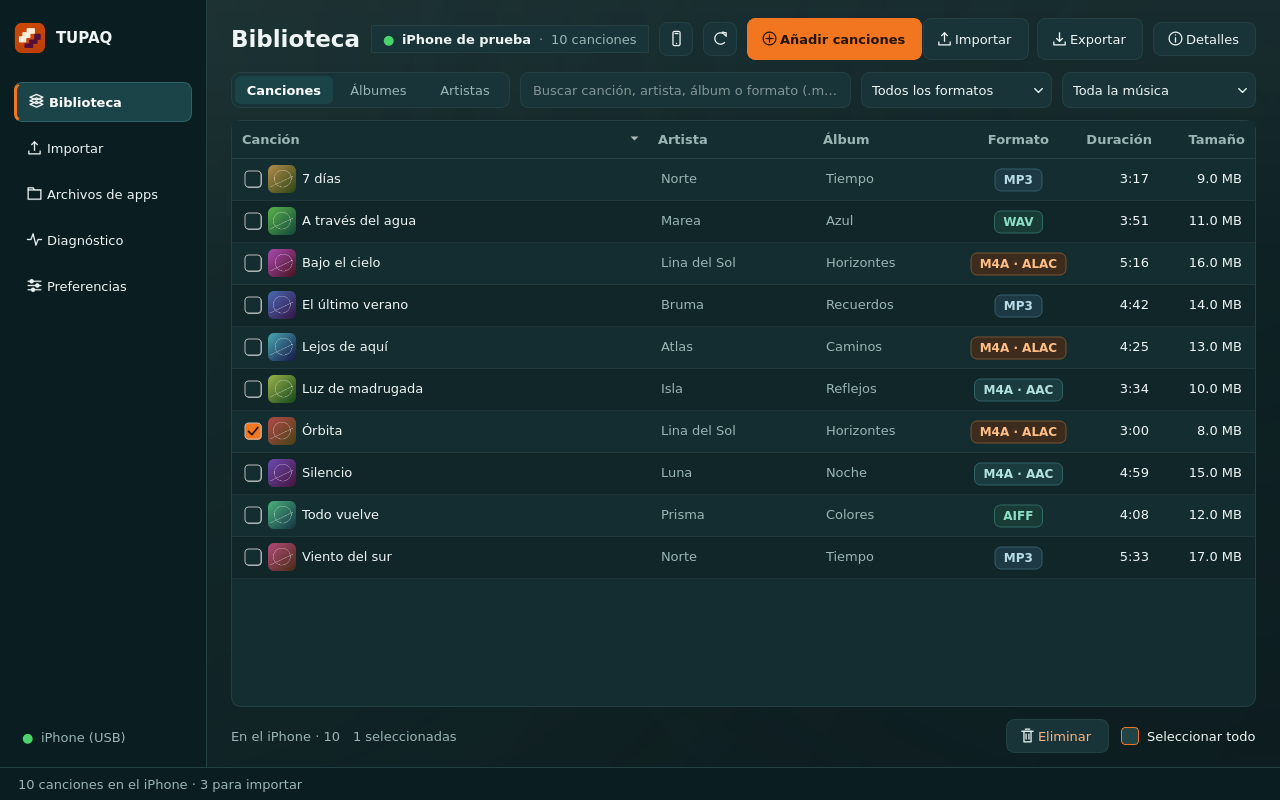 TUPAQ
Biblioteca
Importar
Archivos de apps
Diagnóstico
Preferencias
iPhone (USB)
Biblioteca
iPhone de prueba · 10 canciones
Añadir canciones
Importar
Exportar
Detalles
Canciones
Álbumes
Artistas
Buscar canción, artista, álbum o formato (.m…
Todos los formatos
Toda la música
Canción Artista Álbum Formato Duración Tamaño
7 días Norte Tiempo MP3 3:17 9.0 MB
A través del agua Marea Azul WAV 3:51 11.0 MB
Bajo el cielo Lina del Sol Horizontes M4A · ALAC 5:16 16.0 MB
El último verano Bruma Recuerdos MP3 4:42 14.0 MB
Lejos de aquí Atlas Caminos M4A · ALAC 4:25 13.0 MB
Luz de madrugada Isla Reflejos M4A · AAC 3:34 10.0 MB
Órbita Lina del Sol Horizontes M4A · ALAC 3:00 8.0 MB
Silencio Luna Noche M4A · AAC 4:59 15.0 MB
Todo vuelve Prisma Colores AIFF 4:08 12.0 MB
Viento del sur Norte Tiempo MP3 5:33 17.0 MB
En el iPhone · 10 1 seleccionadas
Eliminar
Seleccionar todo
10 canciones en el iPhone · 3 para importar